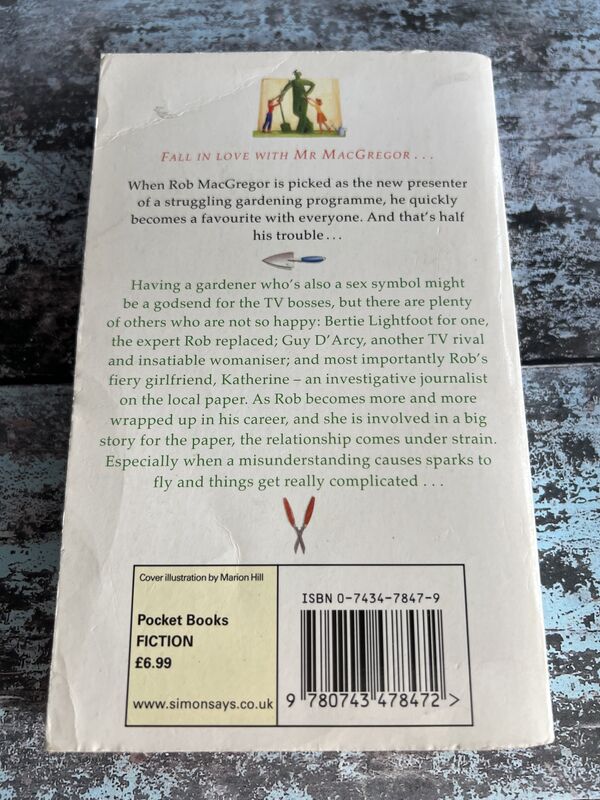 FALL IN LOVE WITH MR MACGREGOR . . .
When Rob MacGregor is picked as the new presenter
of a struggling gardening programme, he quickly
becomes a favourite with everyone. And that's half
his trouble . . .
Having a gardener who's also a sex symbol might
be a godsend for the TV bosses, but there are plenty
of others who are not so happy: Bertie Lightfoot for one,
the expert Rob replaced; Guy D'Arcy, another TV rival
and insatiable womaniser; and most importantly Rob's
fiery girlfriend, Katherine – an investigative journalist
on the local paper. As Rob becomes more and more
wrapped up in his career, and she is involved in a big
story for the paper, the relationship comes under strain.
Especially when a misunderstanding causes sparks to
fly and things get really complicated . . .
Cover illustration by Marion Hill
Pocket Books
FICTION
£6.99
www.simonsays.co.uk
ISBN 0-7434-7847-9
9 780743 478472 >